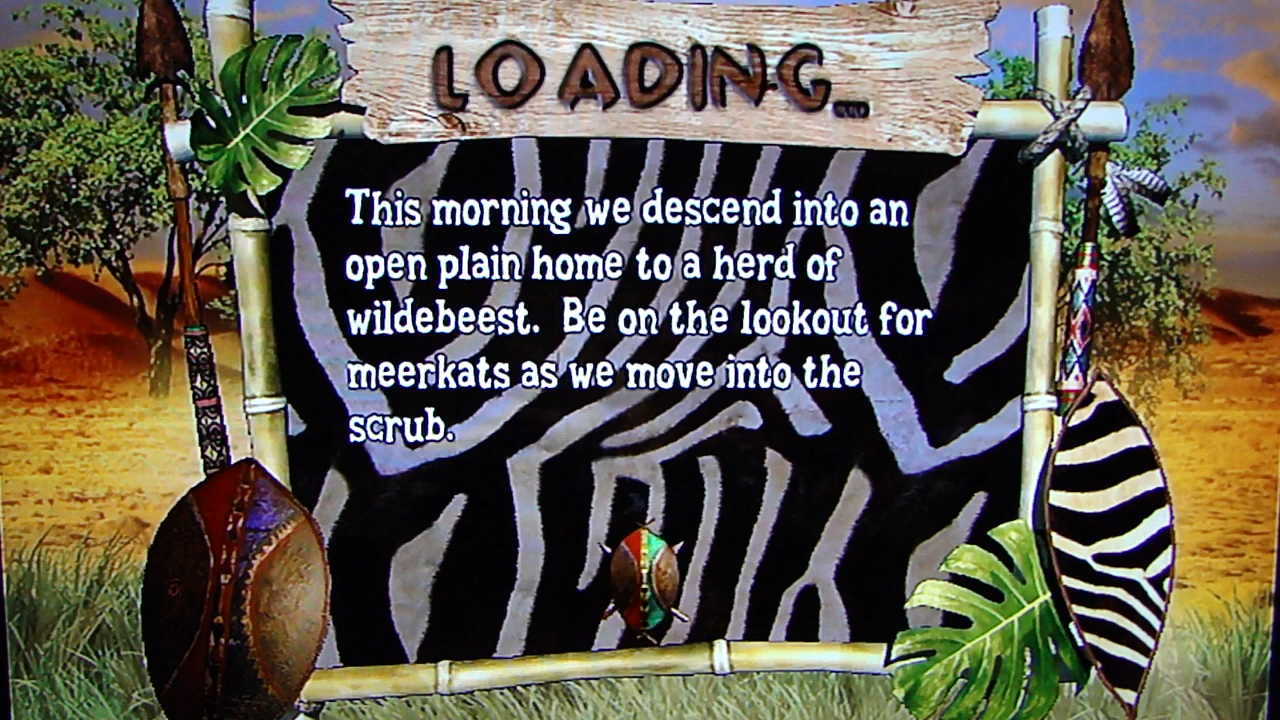 LOADING...
This morning we descend into an
open plain home to a herd of
wildebeest. Be on the lookout for
meerkats as we move into the
scrub.